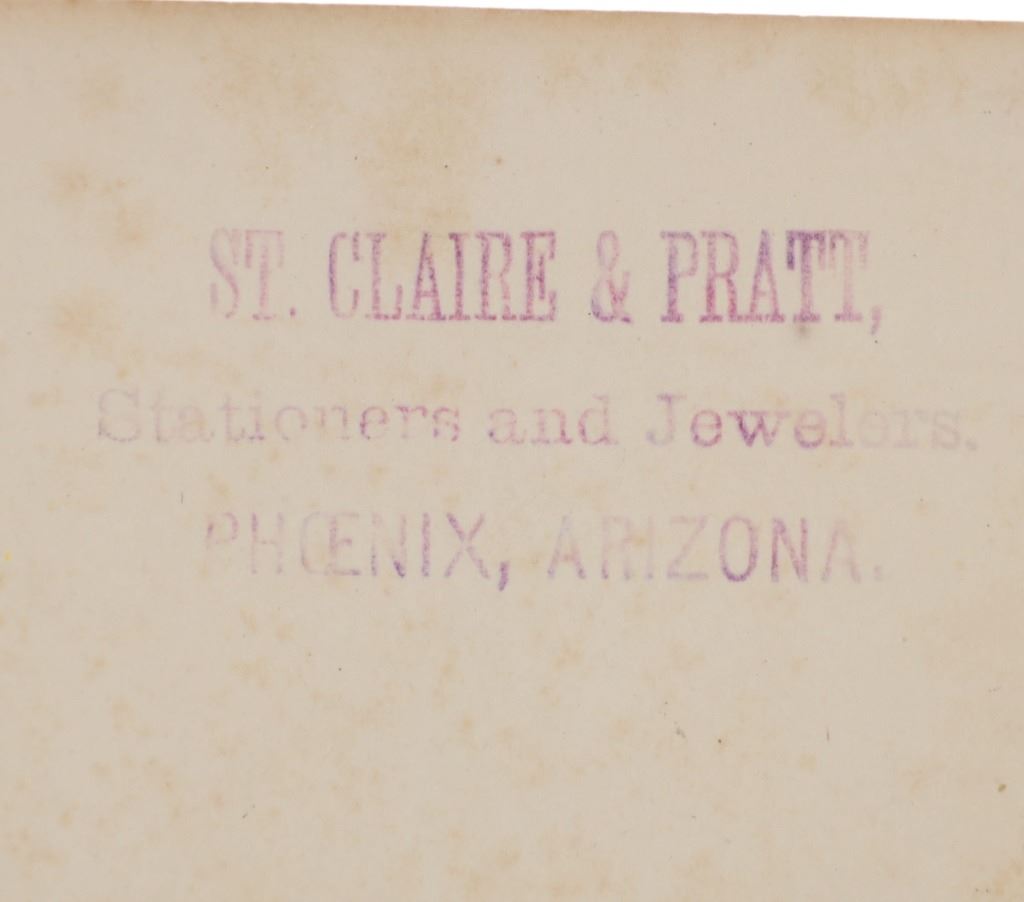 ST. CLAIRE & PRATT,
Stationers and Jewelers.
PHŒNIX, ARIZONA.